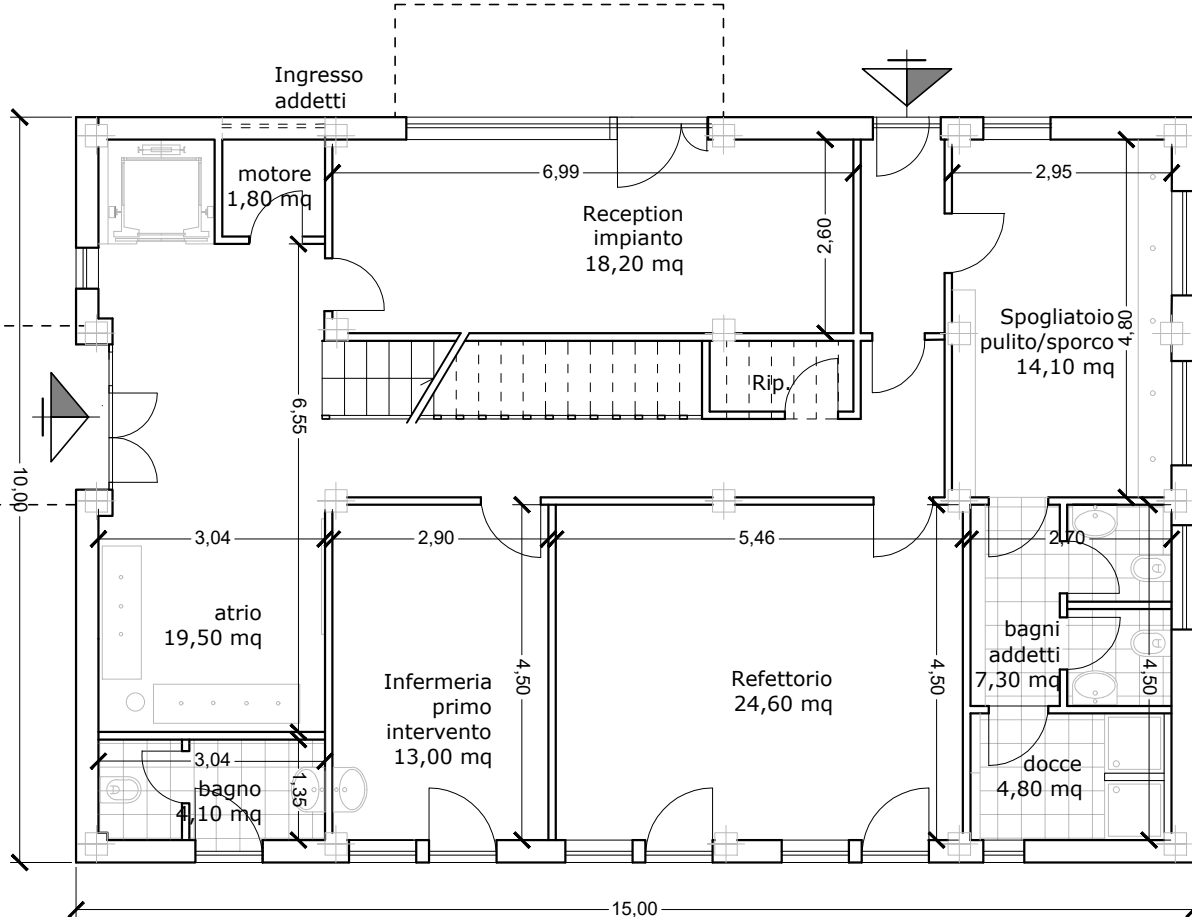 Ingresso
addetti
motore
1,80 mq
6,99
2,95
Reception
impianto
18,20 mq
2,60
Spogliatoio
pulito/sporco
14,10 mq
4,80
Rip.
6,55
10,00
3,04
2,90
5,46
2,70
atrio
19,50 mq
Infermeria
primo
intervento
13,00 mq
4,50
Refettorio
24,60 mq
4,50
bagni
addetti
7,30 mq
4,50
3,04
bagno
4,10 mq
1,35
docce
4,80 mq
15,00